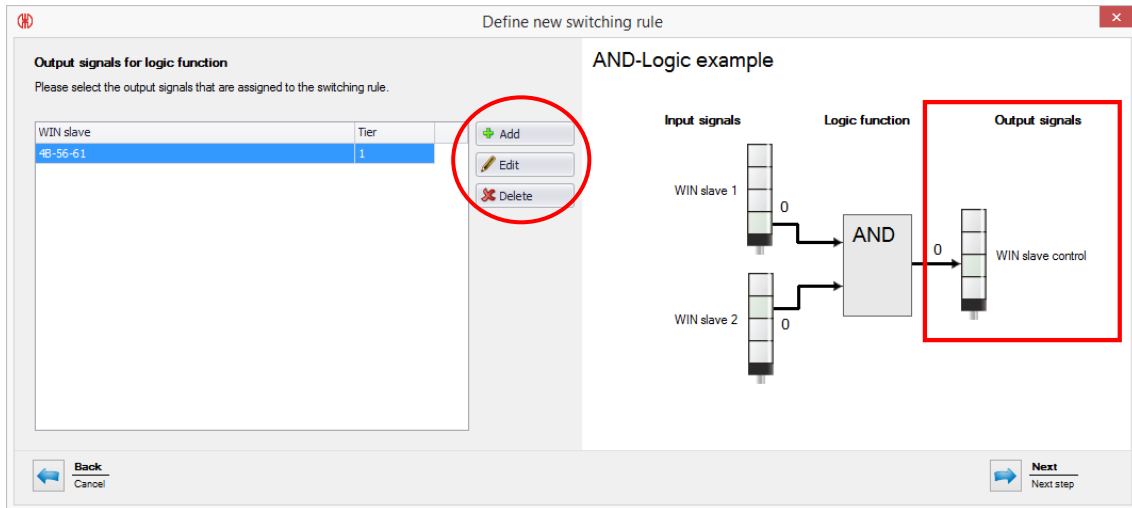 Define new switching rule
Output signals for logic function
Please select the output signals that are assigned to the switching rule.
WIN slave Tier
4B-56-61 1
Add
Edit
Delete
AND-Logic example
Input signals Logic function Output signals
WIN slave 1
0
AND
0
WIN slave control
WIN slave 2
0
Back
Cancel
Next
Next step